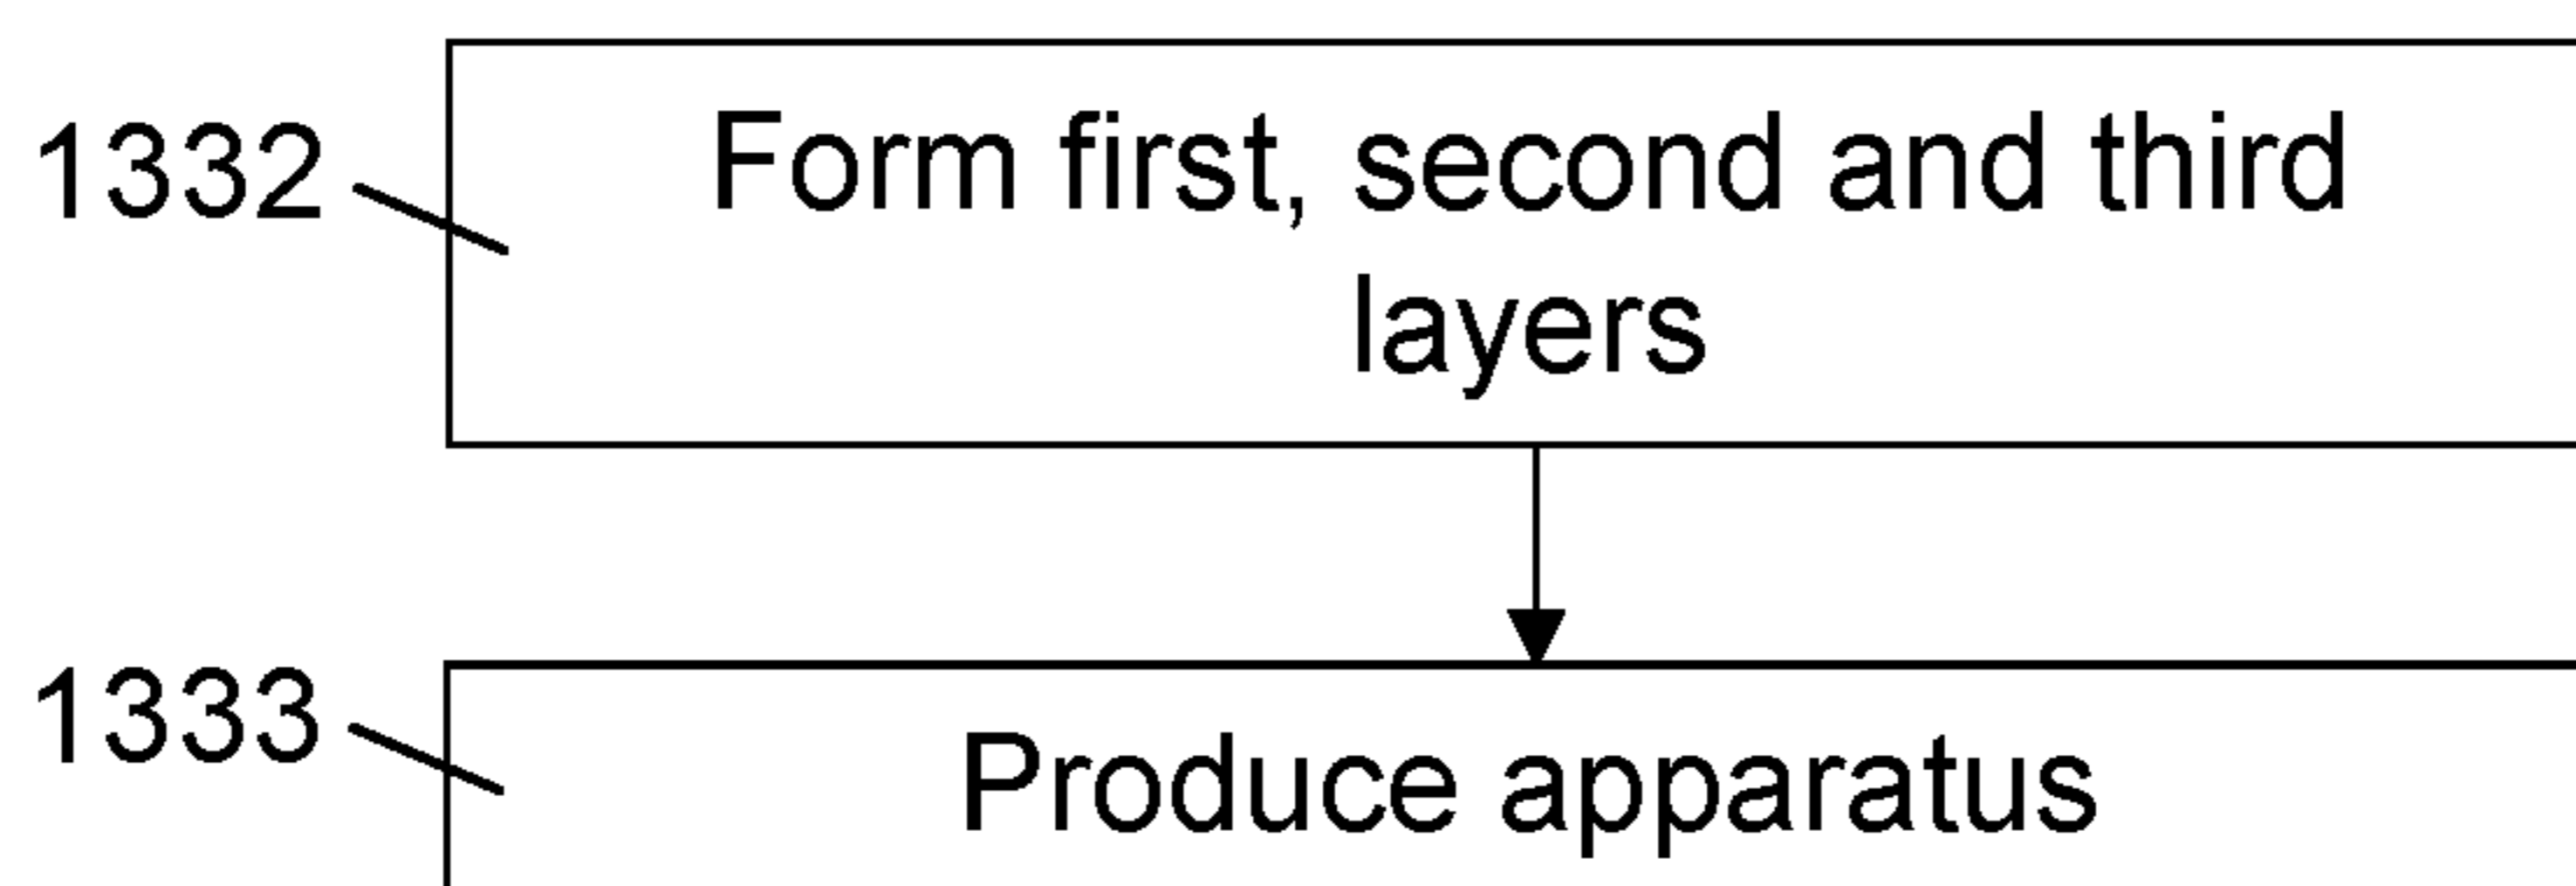 1332
Form first, second and third
layers
1333
Produce apparatus